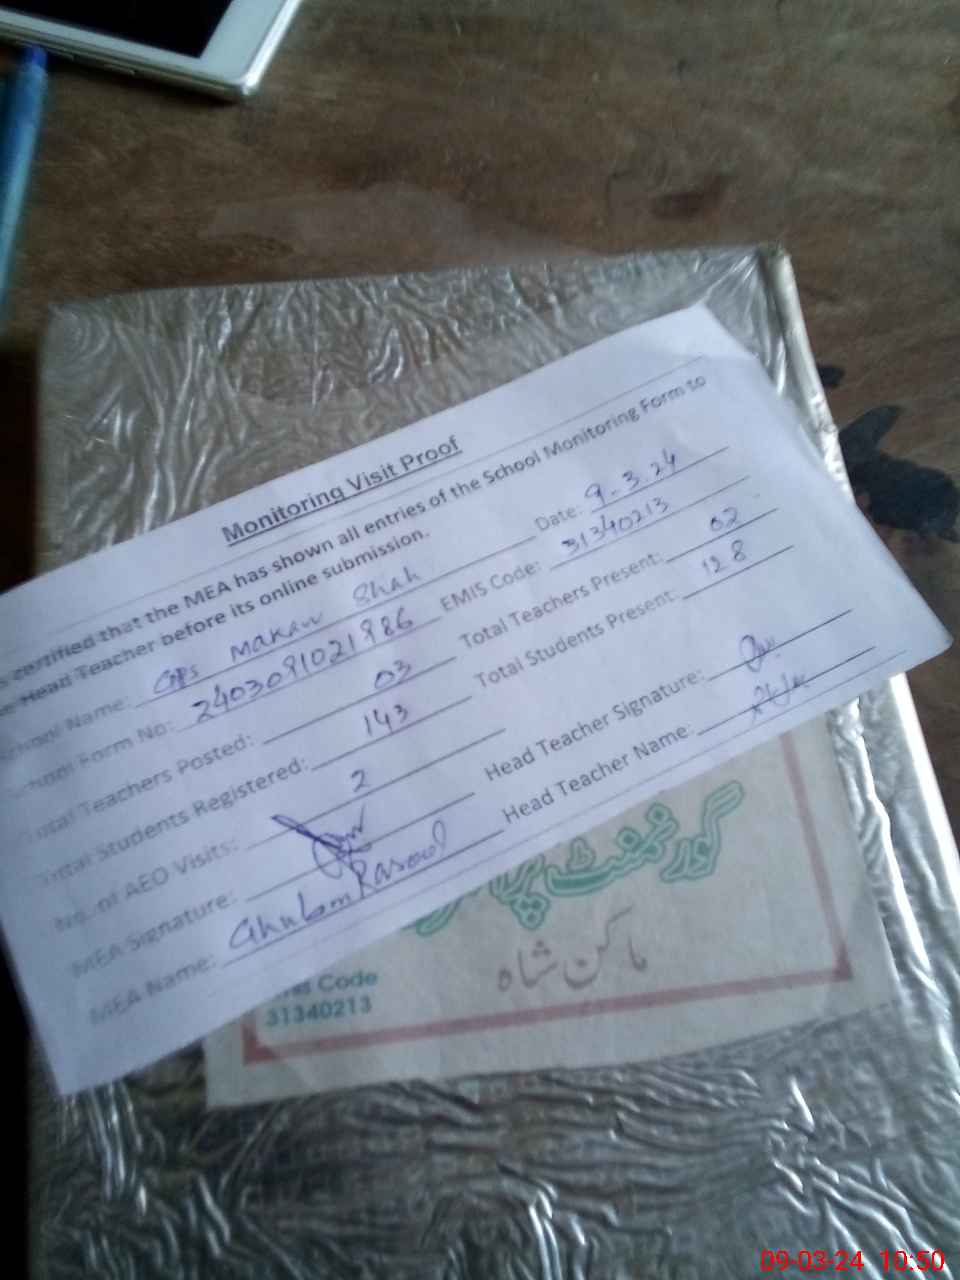 Monitoring Visit Proof
certified that the MEA has shown all entries of the School Monitoring Form to
Head Teacher before its online submission.
School Name: GPS Makan Shah Date: 9-3.24
School Form No: 2403091021886 EMIS Code: 31340213
Total Teachers Posted: 03 Total Teachers Present: 02
Total Students Registered: 143 Total Students Present: 128
No. of AEO Visits: 2
MEA Signature: Head Teacher Signature:
MEA Name: Ghulam Rasool Head Teacher Name:
گورنمنٹ پرائمری
ماکن شاہ
Emis Code
31340213
09-03-24 10:50